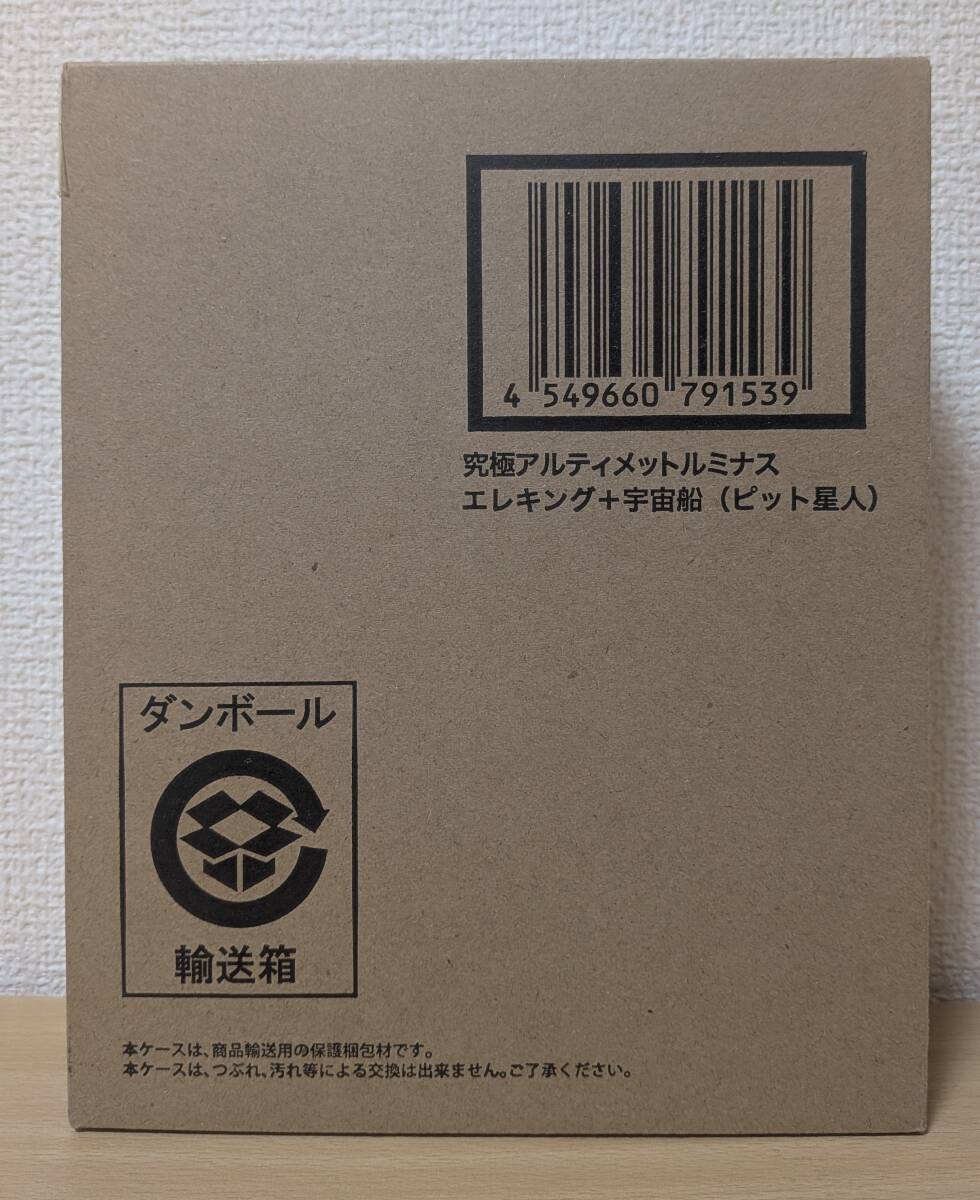 4 549660 791539
究極アルティメットルミナス
エレキング＋宇宙船（ピット星人）
ダンボール
輸送箱
本ケースは、商品輸送用の保護梱包材です。
本ケースは、つぶれ、汚れ等による交換は出来ません。ご了承ください。